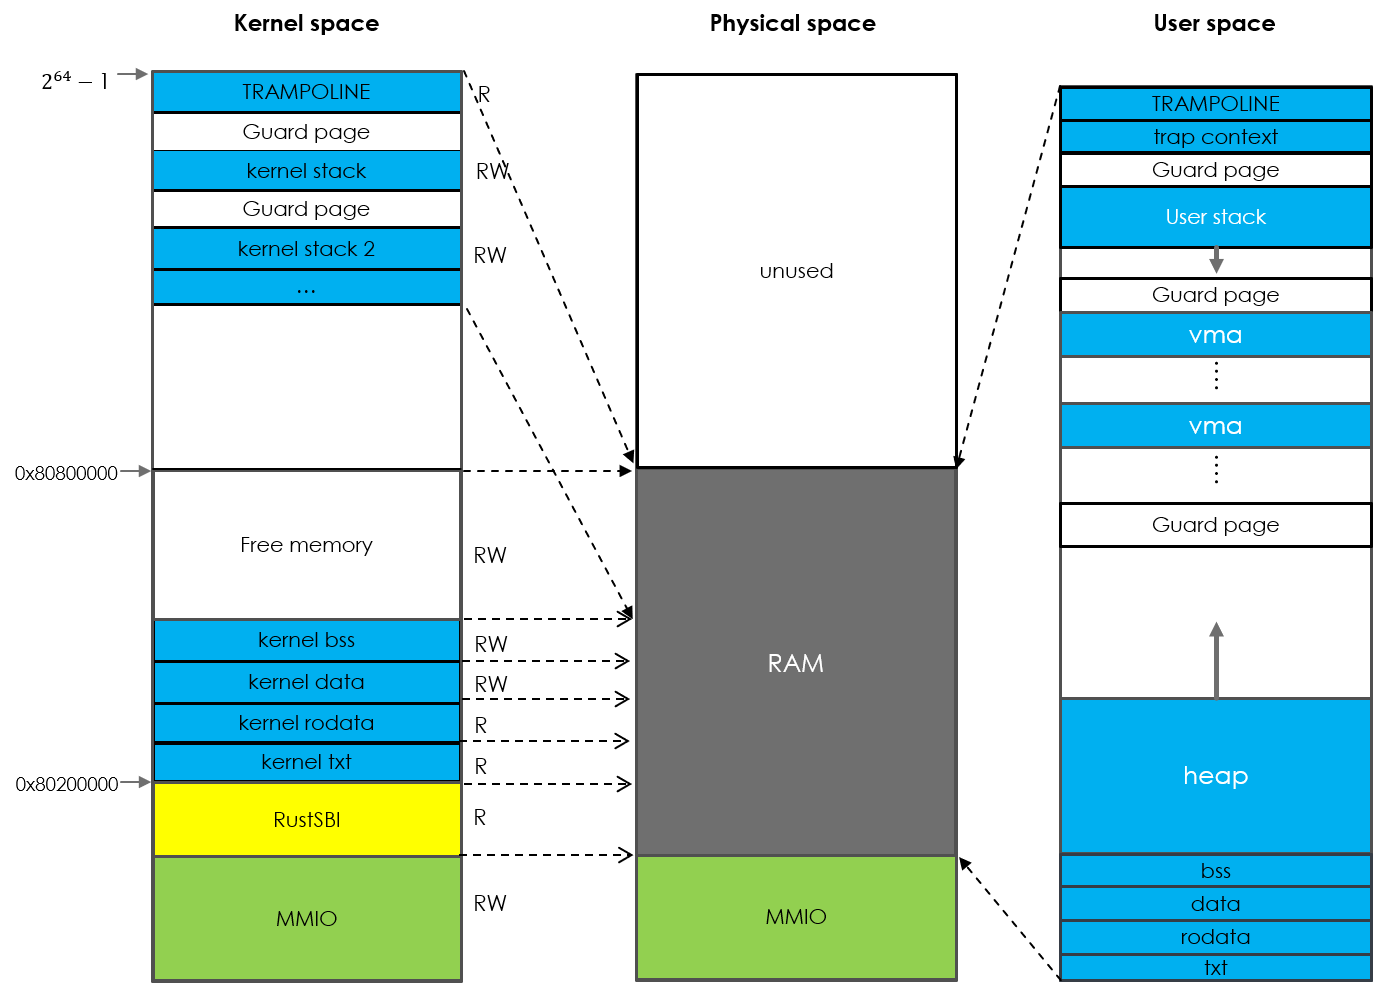 Kernel space
Physical space
User space
2^64 − 1
TRAMPOLINE
R
Guard page
kernel stack
RW
Guard page
kernel stack 2
RW
...
0x80800000
Free memory
RW
kernel bss
RW
kernel data
RW
kernel rodata
R
kernel txt
R
0x80200000
RustSBI
R
MMIO
RW
unused
RAM
MMIO
TRAMPOLINE
trap context
Guard page
User stack
Guard page
vma
......
vma
......
Guard page
heap
bss
data
rodata
txt